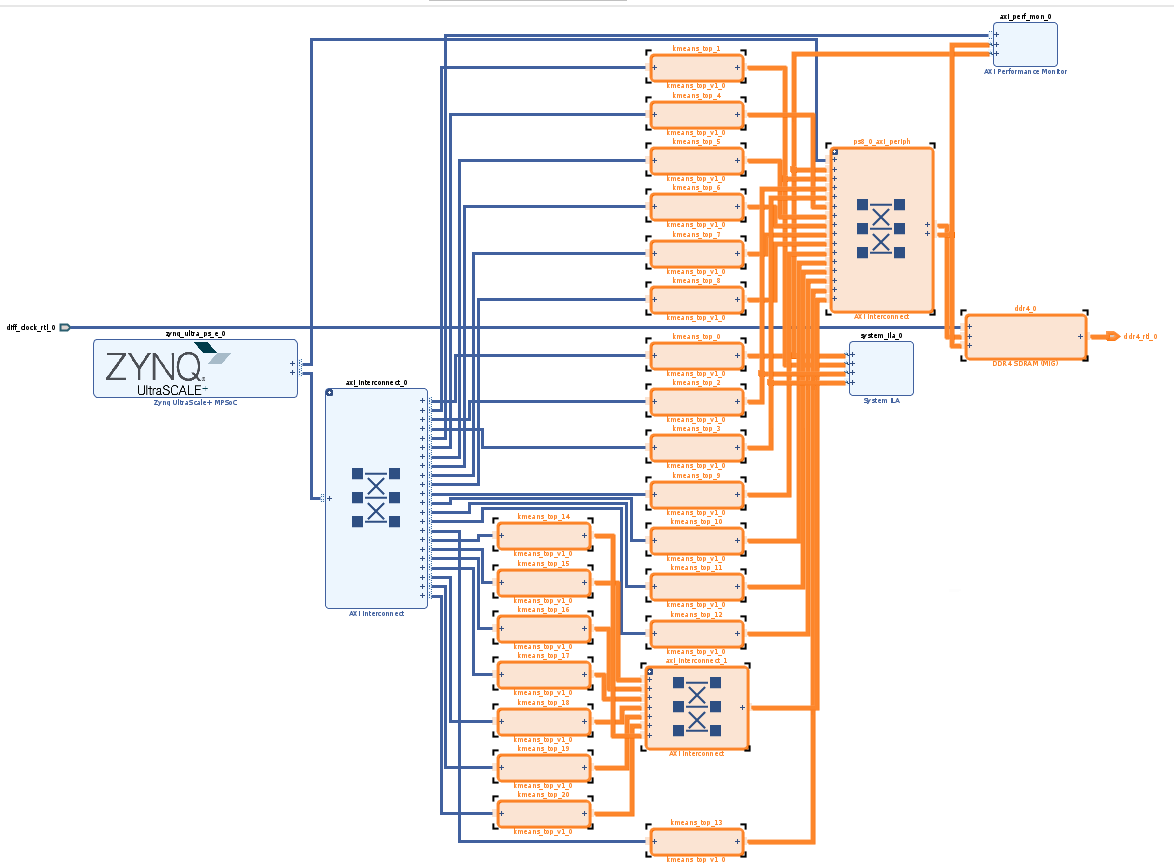 axi_perf_mon_0
AXI Performance Monitor
kmeans_top_1
kmeans_top_v1_0
kmeans_top_4
kmeans_top_v1_0
kmeans_top_5
kmeans_top_v1_0
kmeans_top_6
kmeans_top_v1_0
kmeans_top_7
kmeans_top_v1_0
kmeans_top_8
kmeans_top_v1_0
ps8_0_axi_periph
AXI Interconnect
diff_clock_rtl_0
zynq_ultra_ps_e_0
ZYNQ
UltraSCALE+
Zynq UltraScale+ MPSoC
ddr4_0
DDR4 SDRAM (MIG)
ddr4_rtl_0
system_ila_0
System ILA
kmeans_top_0
kmeans_top_v1_0
kmeans_top_2
kmeans_top_v1_0
kmeans_top_3
kmeans_top_v1_0
kmeans_top_9
kmeans_top_v1_0
kmeans_top_10
kmeans_top_v1_0
kmeans_top_11
kmeans_top_v1_0
kmeans_top_12
kmeans_top_v1_0
axi_interconnect_0
AXI Interconnect
kmeans_top_14
kmeans_top_v1_0
kmeans_top_15
kmeans_top_v1_0
kmeans_top_16
kmeans_top_v1_0
kmeans_top_17
kmeans_top_v1_0
kmeans_top_18
kmeans_top_v1_0
kmeans_top_19
kmeans_top_v1_0
kmeans_top_20
kmeans_top_v1_0
axi_interconnect_1
AXI Interconnect
kmeans_top_13
kmeans_top_v1_0